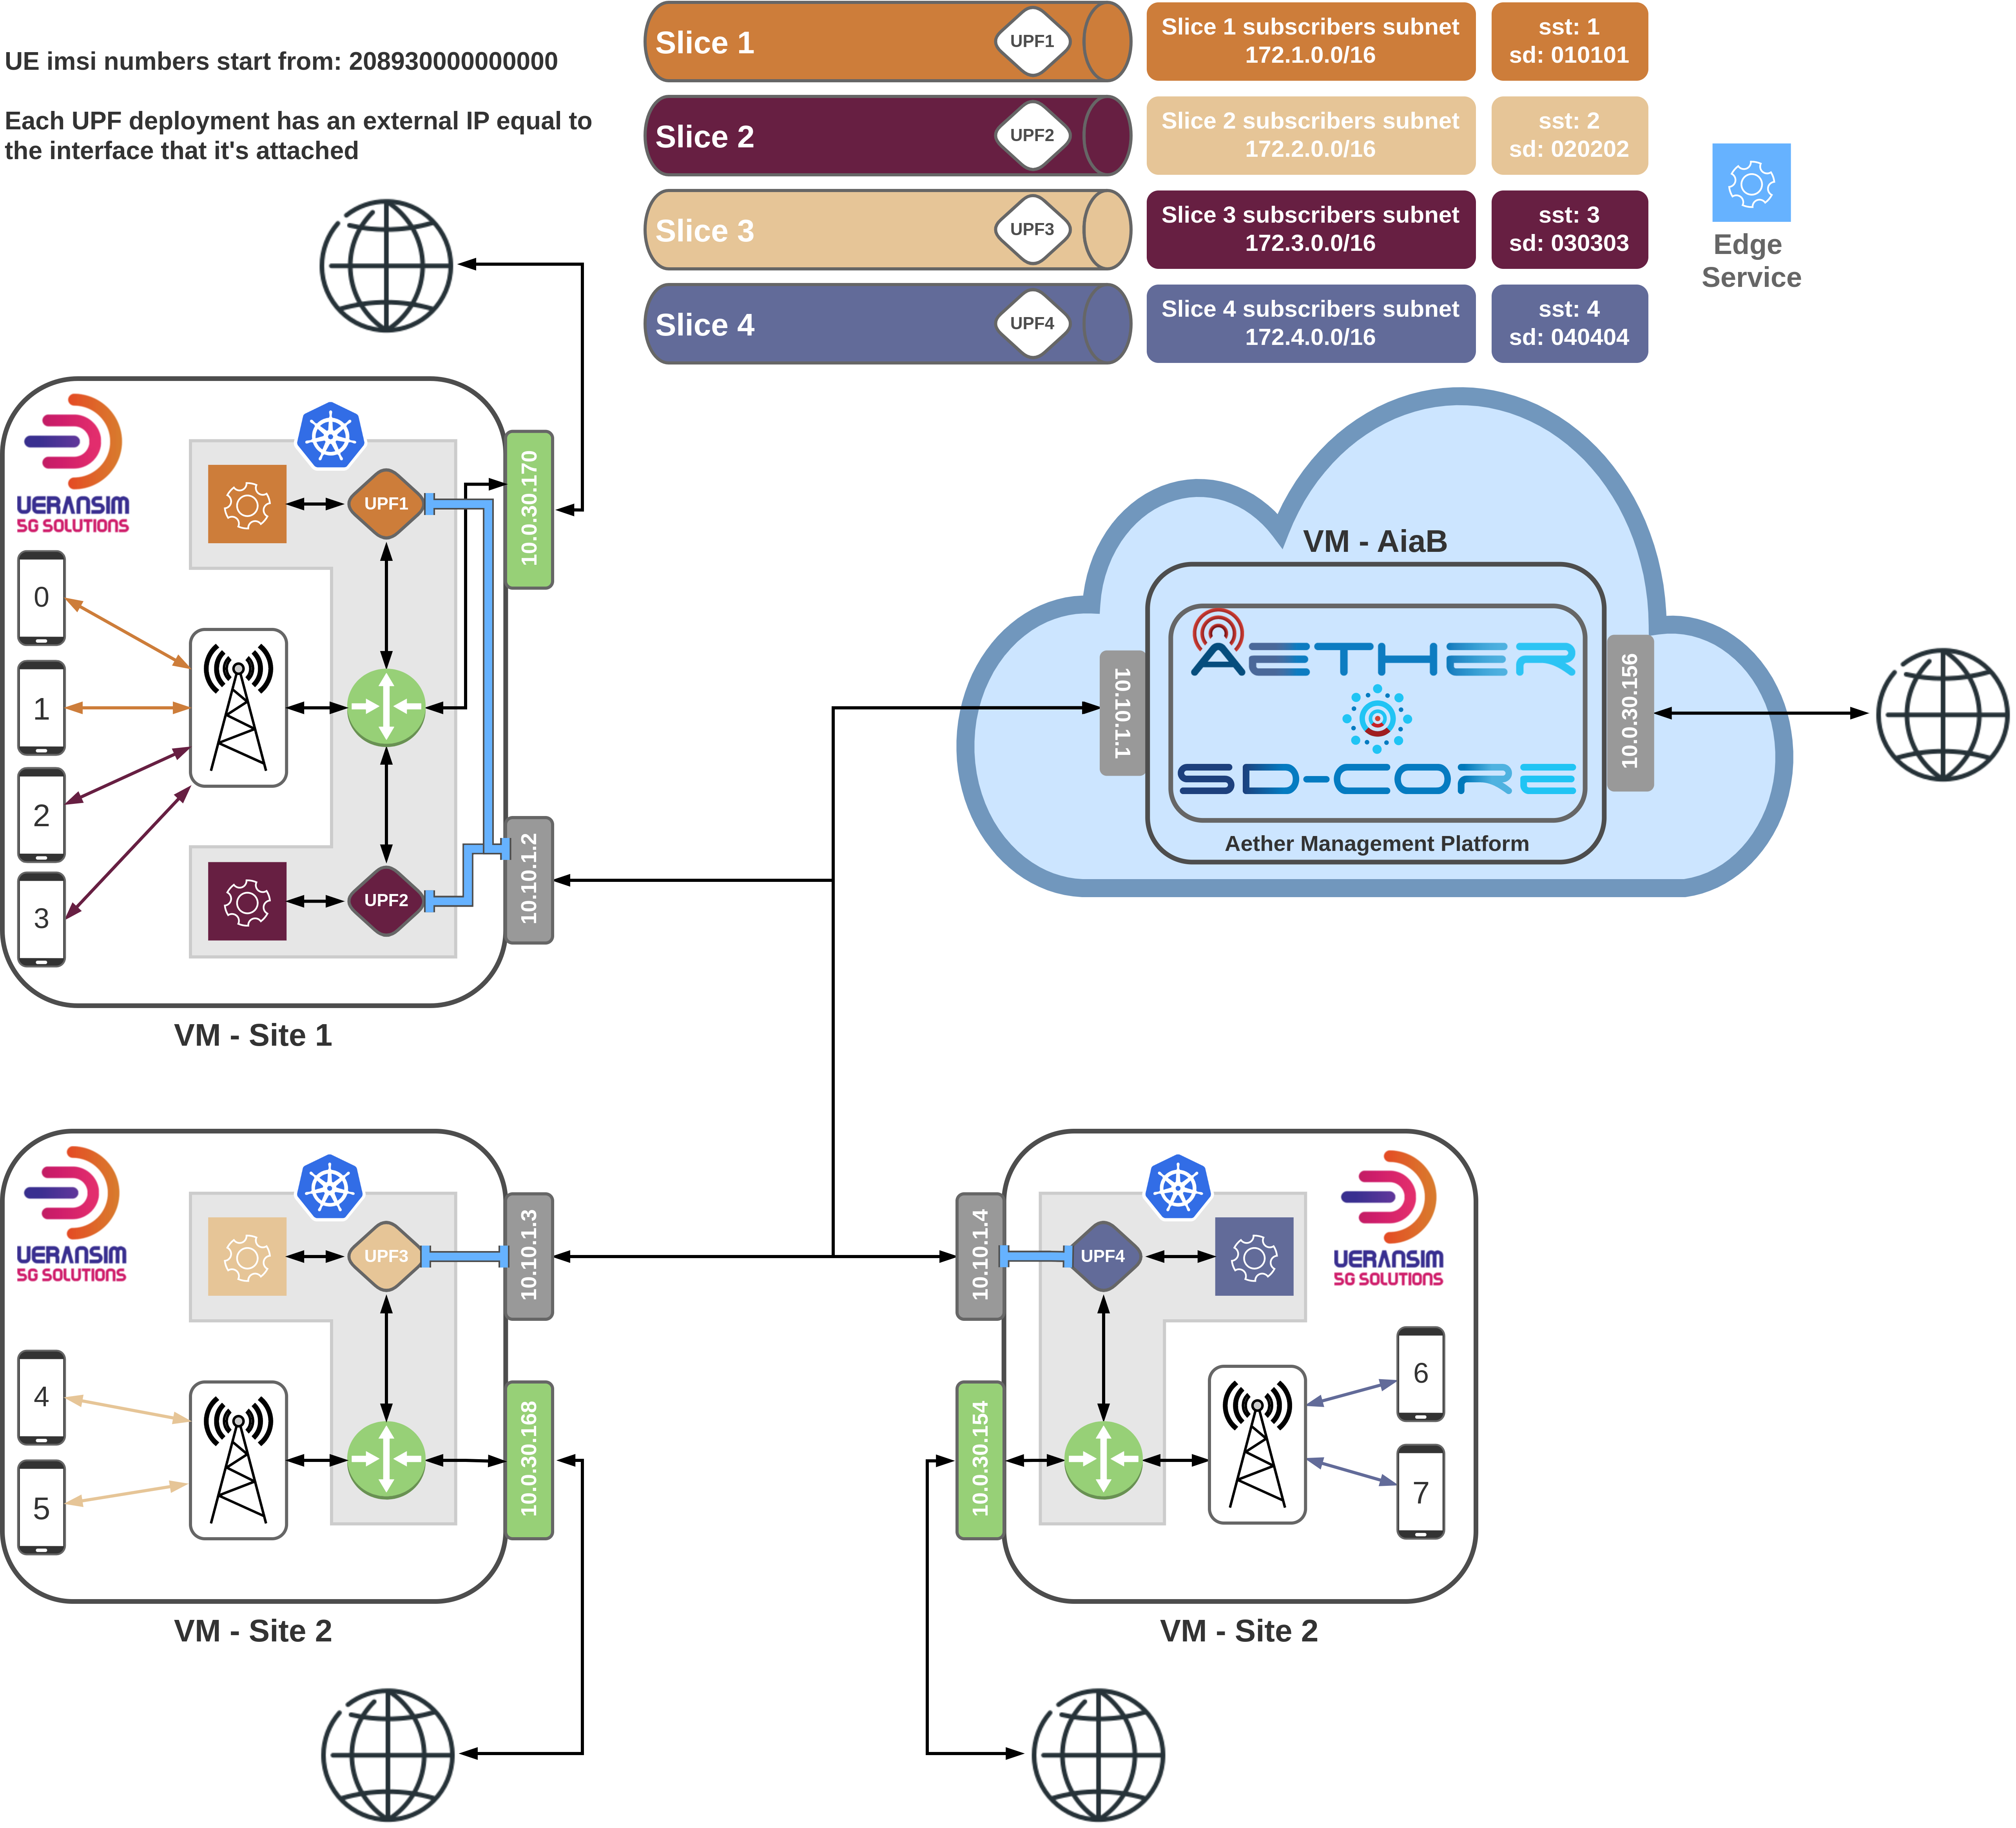 UE imsi numbers start from: 208930000000000
Each UPF deployment has an external IP equal to
the interface that it's attached
Slice 1
UPF1
Slice 1 subscribers subnet
172.1.0.0/16
sst: 1
sd: 010101
Slice 2
UPF2
Slice 2 subscribers subnet
172.2.0.0/16
sst: 2
sd: 020202
Slice 3
UPF3
Slice 3 subscribers subnet
172.3.0.0/16
sst: 3
sd: 030303
Slice 4
UPF4
Slice 4 subscribers subnet
172.4.0.0/16
sst: 4
sd: 040404
Edge
Service
UERANSIM
5G SOLUTIONS
UPF1
10.0.30.170
0
1
2
3
UPF2
10.10.1.2
VM - Site 1
VM - AiaB
10.10.1.1
AETHER
SD-CORE
Aether Management Platform
10.0.30.156
UERANSIM
5G SOLUTIONS
UPF3
10.10.1.3
4
5
10.0.30.168
VM - Site 2
10.10.1.4
UPF4
UERANSIM
5G SOLUTIONS
6
7
10.0.30.154
VM - Site 2